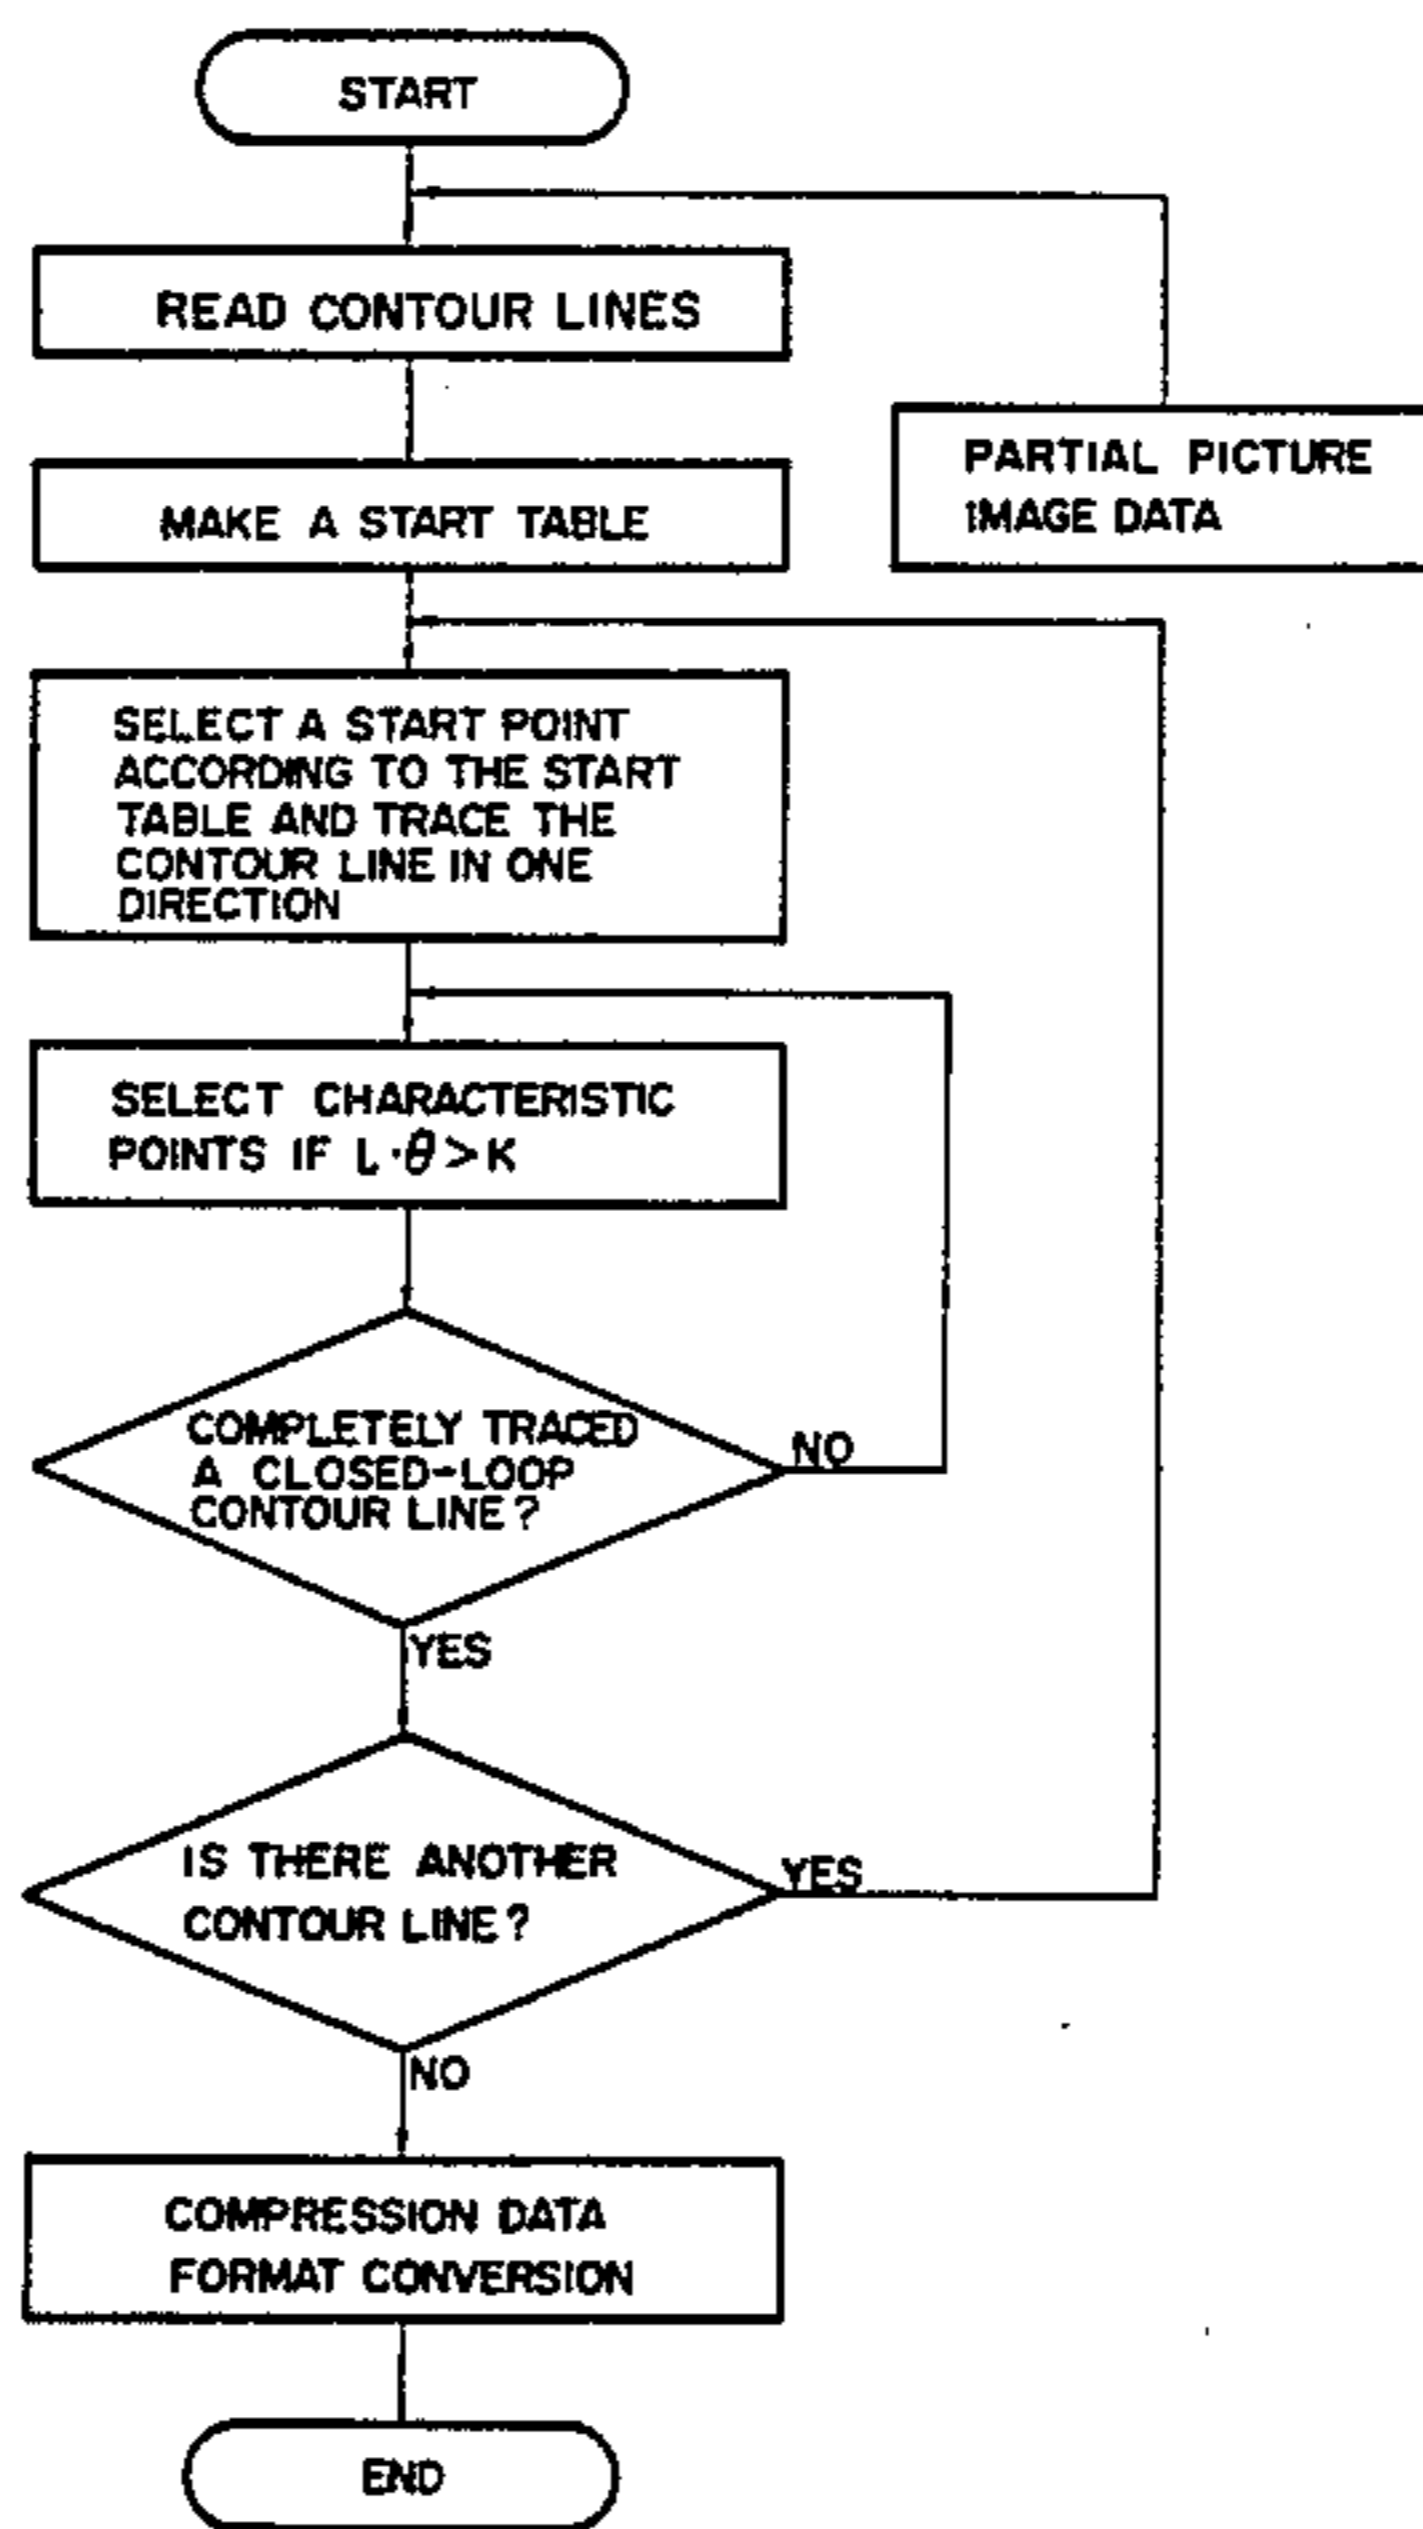 START
READ CONTOUR LINES
PARTIAL PICTURE
IMAGE DATA
MAKE A START TABLE
SELECT A START POINT
ACCORDING TO THE START
TABLE AND TRACE THE
CONTOUR LINE IN ONE
DIRECTION
SELECT CHARACTERISTIC
POINTS IF L·θ>K
COMPLETELY TRACED
A CLOSED-LOOP
CONTOUR LINE?
NO
YES
IS THERE ANOTHER
CONTOUR LINE?
YES
NO
COMPRESSION DATA
FORMAT CONVERSION
END